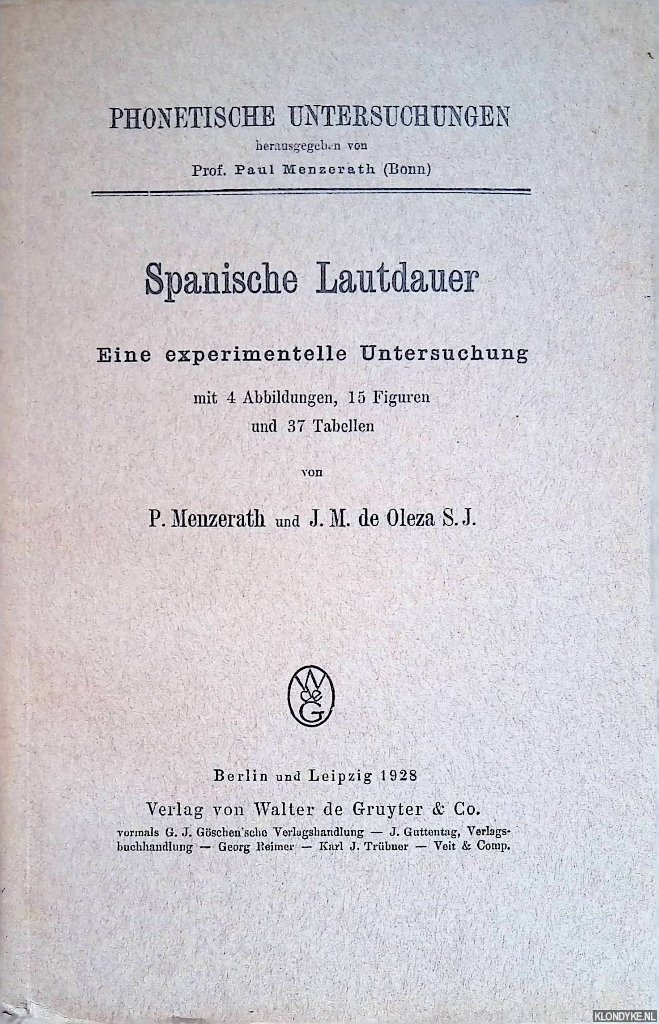 PHONETISCHE UNTERSUCHUNGEN
herausgegeben von
Prof. Paul Menzerath (Bonn)
Spanische Lautdauer
Eine experimentelle Untersuchung
mit 4 Abbildungen, 15 Figuren
und 37 Tabellen
von
P. Menzerath und J. M. de Oleza S. J.
W
de
G
Berlin und Leipzig 1928
Verlag von Walter de Gruyter & Co.
vormals G. J. Göschen'sche Verlagshandlung — J. Guttentag, Verlags-
buchhandlung — Georg Reimer — Karl J. Trübner — Veit & Comp.
KLONDYKE.NL